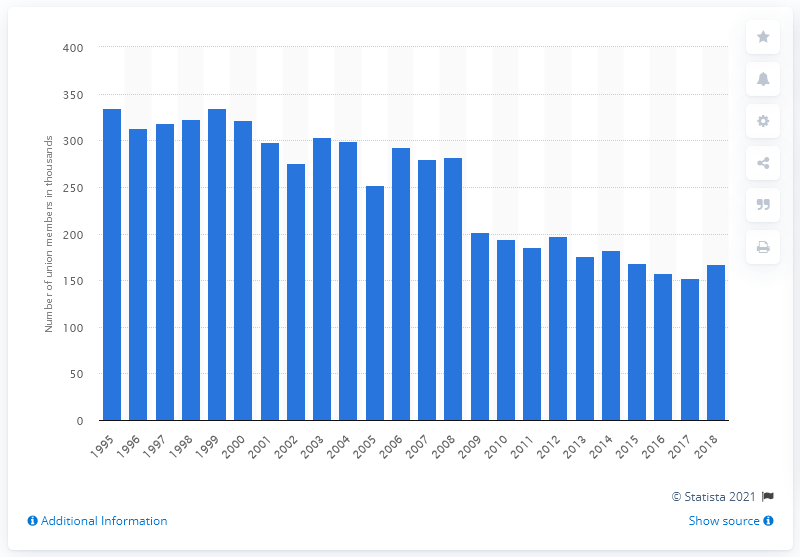 Number of union members in thousands
400
350
300
250
200
150
100
50
0
1995 1996 1997 1998 1999 2000 2001 2002 2003 2004 2005 2006 2007 2008 2009 2010 2011 2012 2013 2014 2015 2016 2017 2018
© Statista 2021
Additional Information Show source